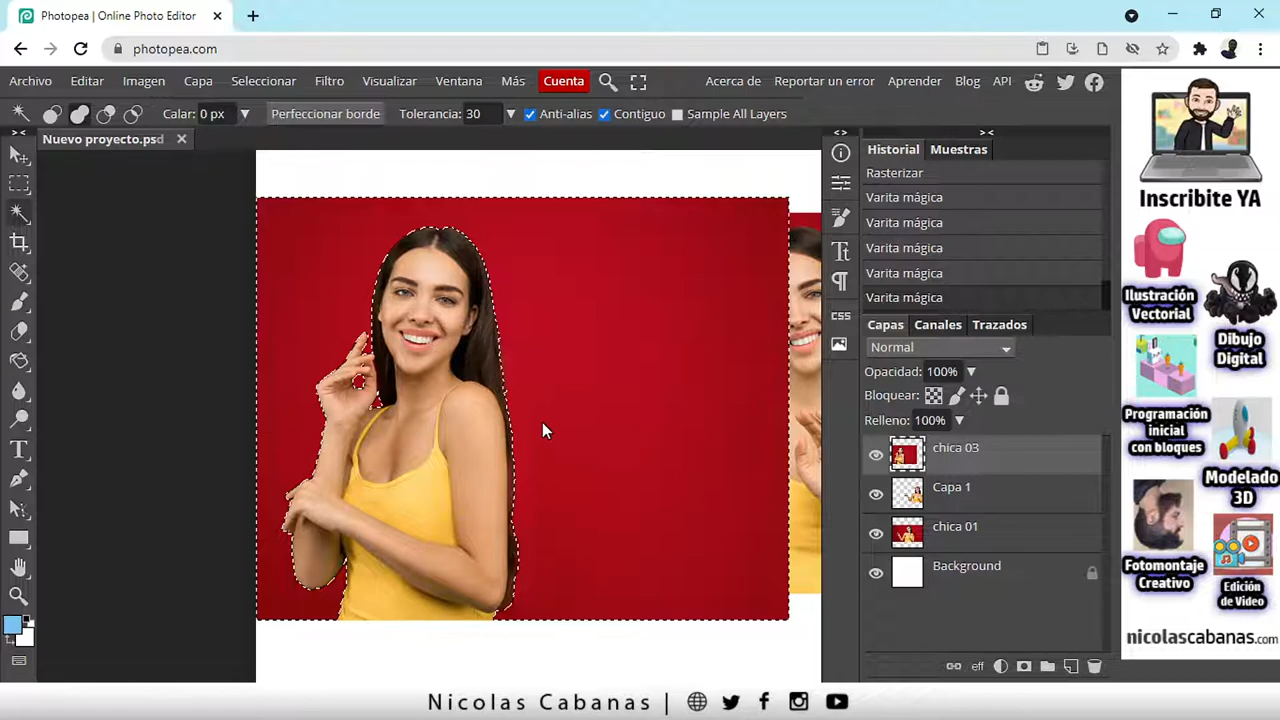 Photopea | Online Photo Editor
photopea.com
Archivo Editar Imagen Capa Seleccionar Filtro Visualizar Ventana Más Cuenta Acerca de Reportar un error Aprender Blog API
Calar: 0 px Perfeccionar borde Tolerancia: 30 Anti-alias Contiguo Sample All Layers
Nuevo proyecto.psd
Historial Muestras
Rasterizar
Varita mágica
Varita mágica
Varita mágica
Varita mágica
Varita mágica
CSS
Capas Canales Trazados
Normal
Opacidad: 100%
Bloquear:
Relleno: 100%
chica 03
Capa 1
chica 01
Background
eff
Inscribite YA
Ilustración
Vectorial
Dibujo
Digital
Programación
inicial
con bloques
Modelado
3D
Fotomontaje
Creativo
Edición
de Video
nicolascabanas.com
Nicolas Cabanas |